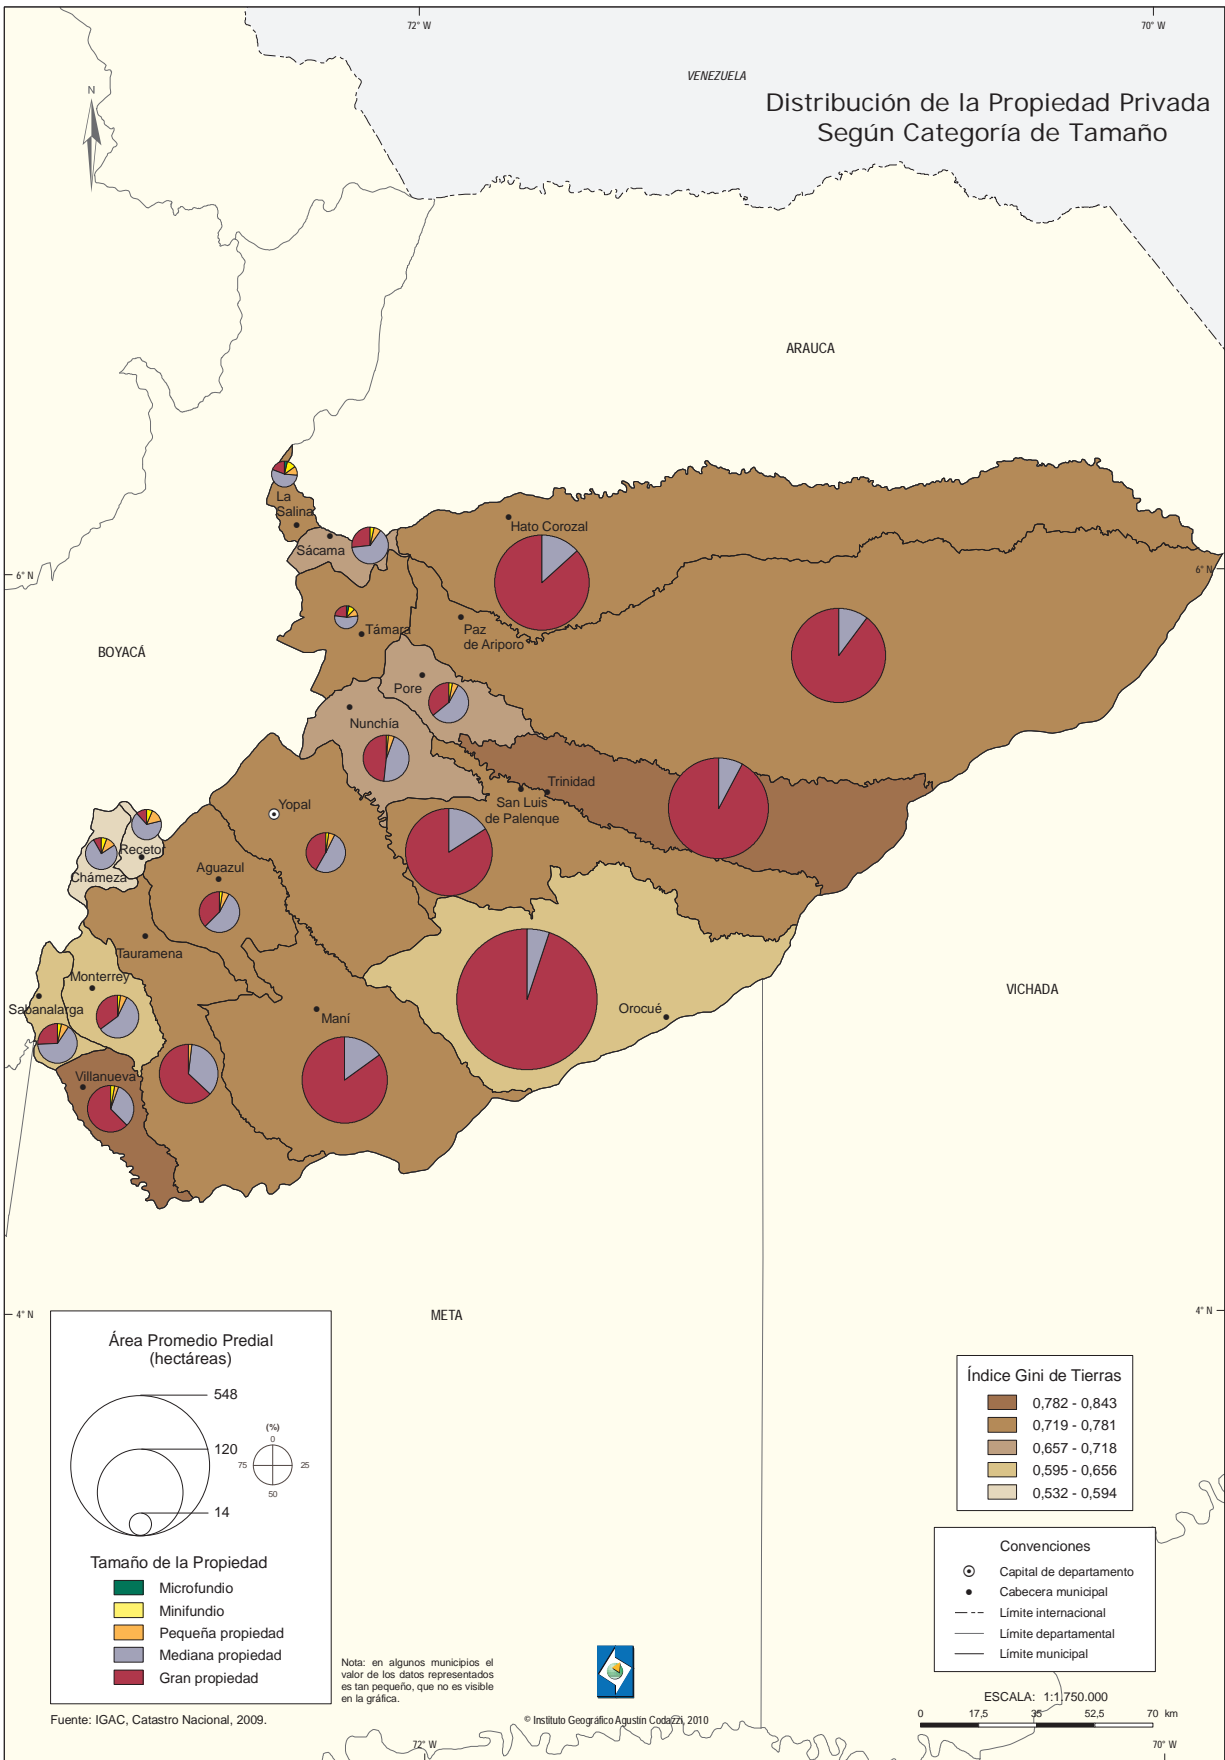 72° W
70° W
VENEZUELA
Distribución de la Propiedad Privada
Según Categoría de Tamaño
N
ARAUCA
La
Salina
Hato Corozal
Sácama
6° N
6° N
Támara
Paz
de Ariporo
BOYACÁ
Pore
Nunchía
Trinidad
San Luis
de Palenque
Yopal
Recetor
Aguazul
Chámeza
Tauramena
Monterrey
VICHADA
Sabanalarga
Maní
Orocué
Villanueva
4° N
4° N
META
Área Promedio Predial
(hectáreas)
548
120
14
(%)
0
75
25
50
Tamaño de la Propiedad
Microfundio
Minifundio
Pequeña propiedad
Mediana propiedad
Gran propiedad
Índice Gini de Tierras
0,782 - 0,843
0,719 - 0,781
0,657 - 0,718
0,595 - 0,656
0,532 - 0,594
Convenciones
Capital de departamento
Cabecera municipal
Límite internacional
Límite departamental
Límite municipal
Nota: en algunos municipios el
valor de los datos representados
es tan pequeño, que no es visible
en la gráfica.
ESCALA: 1:1.750.000
0 17,5 35 52,5 70 km
Fuente: IGAC, Catastro Nacional, 2009.
© Instituto Geográfico Agustín Codazzi, 2010
72° W
70° W